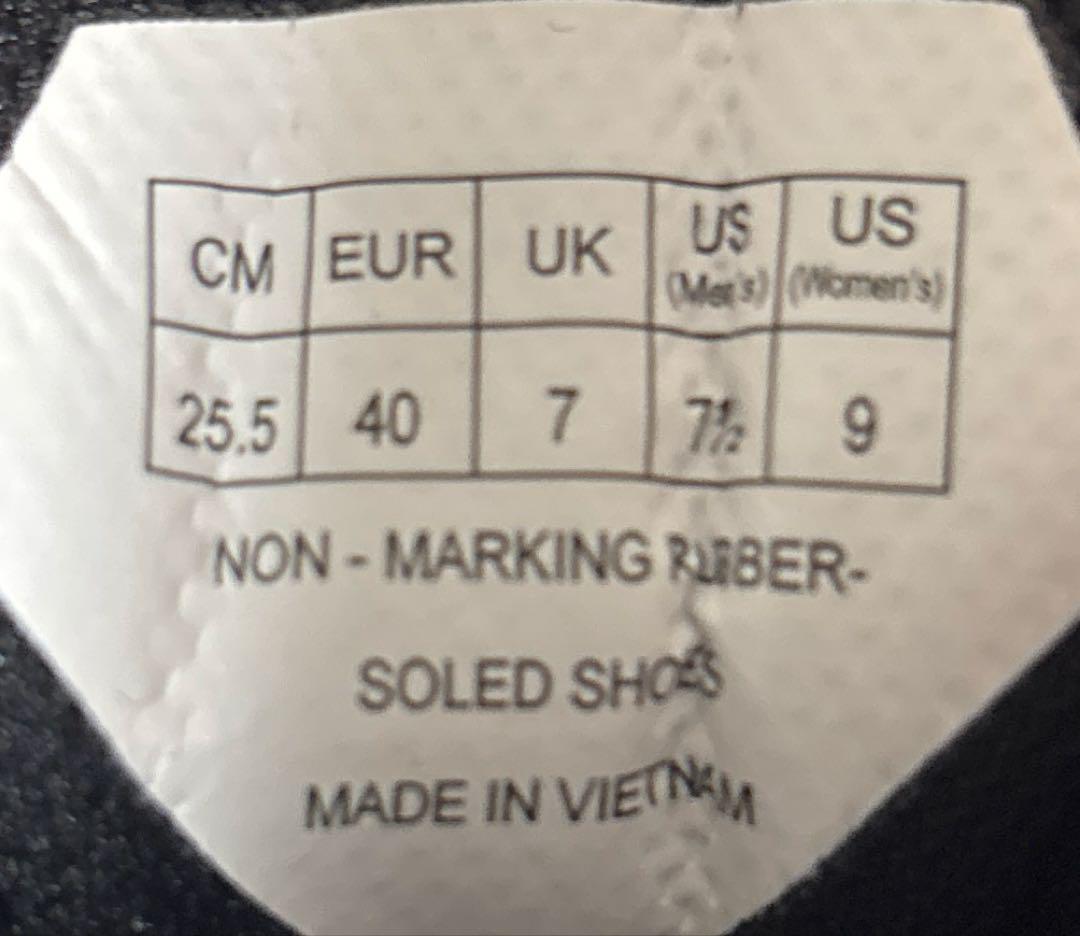 CM EUR UK US (Men's) US (Women's)
25.5 40 7 7½ 9
NON - MARKING RUBBER-
SOLED SHOES
MADE IN VIETNAM